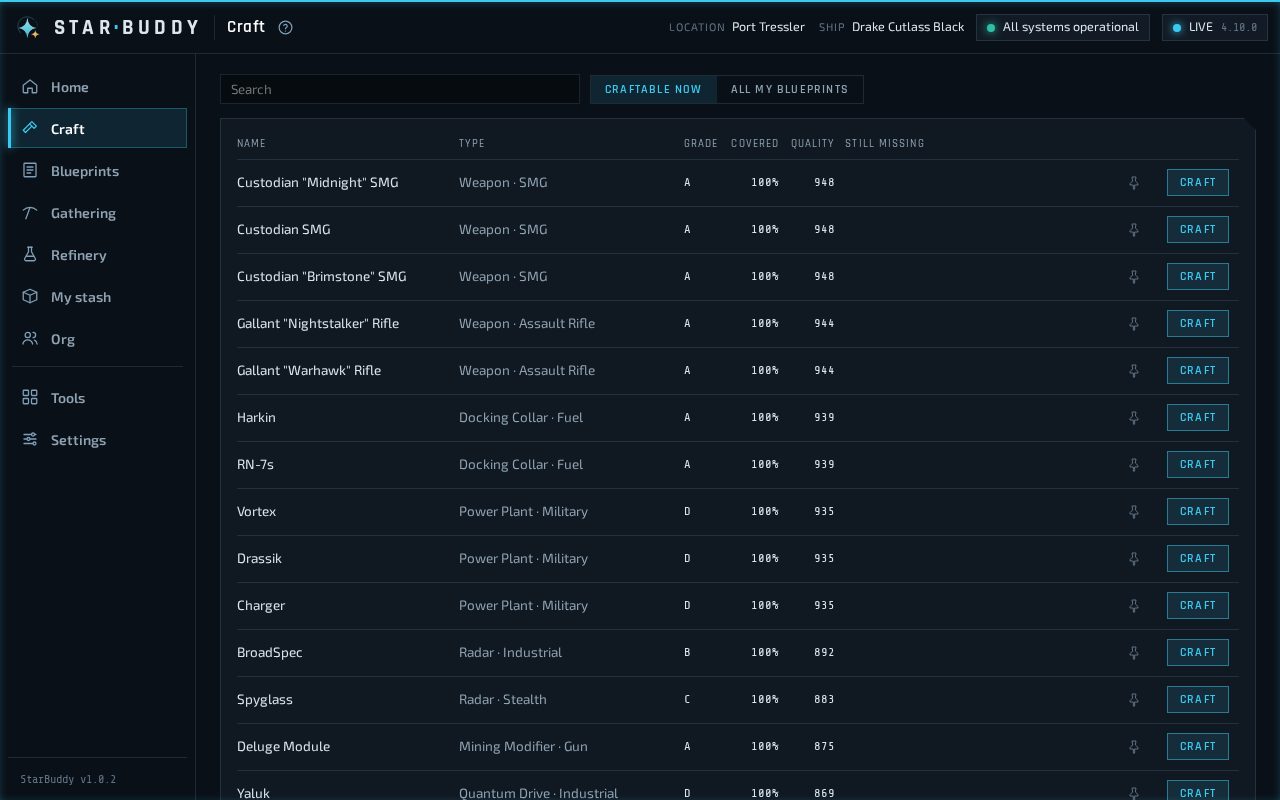 STAR·BUDDY Craft LOCATION Port Tressler SHIP Drake Cutlass Black All systems operational LIVE 4.10.0
Home
Craft
Blueprints
Gathering
Refinery
My stash
Org
Tools
Settings
StarBuddy v1.0.2
Search CRAFTABLE NOW ALL MY BLUEPRINTS
NAME TYPE GRADE COVERED QUALITY STILL MISSING
Custodian "Midnight" SMG Weapon · SMG A 100% 948 CRAFT
Custodian SMG Weapon · SMG A 100% 948 CRAFT
Custodian "Brimstone" SMG Weapon · SMG A 100% 948 CRAFT
Gallant "Nightstalker" Rifle Weapon · Assault Rifle A 100% 944 CRAFT
Gallant "Warhawk" Rifle Weapon · Assault Rifle A 100% 944 CRAFT
Harkin Docking Collar · Fuel A 100% 939 CRAFT
RN-7s Docking Collar · Fuel A 100% 939 CRAFT
Vortex Power Plant · Military D 100% 935 CRAFT
Drassik Power Plant · Military D 100% 935 CRAFT
Charger Power Plant · Military D 100% 935 CRAFT
BroadSpec Radar · Industrial B 100% 892 CRAFT
Spyglass Radar · Stealth C 100% 883 CRAFT
Deluge Module Mining Modifier · Gun A 100% 875 CRAFT
Yaluk Quantum Drive · Industrial D 100% 869 CRAFT